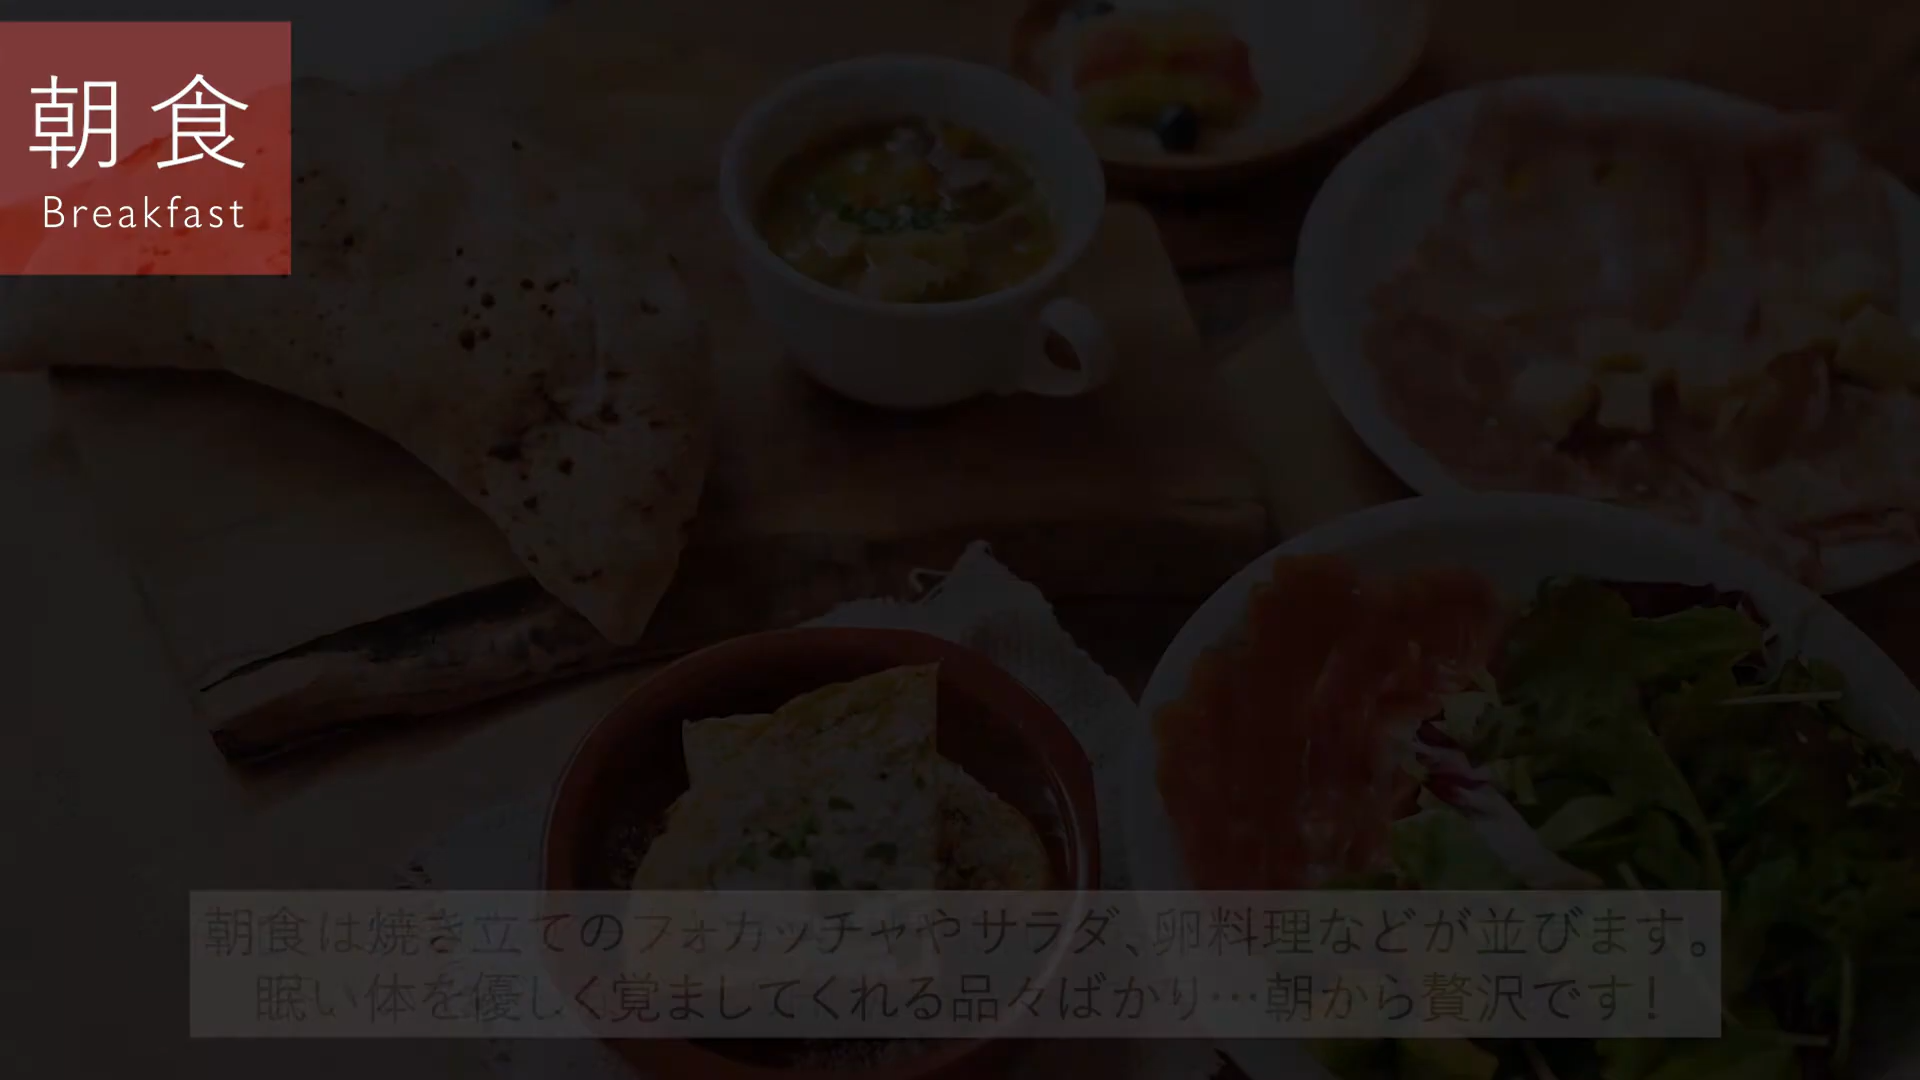 朝食
Breakfast
朝食は焼き立てのフォカッチャやサラダ、卵料理などが並びます。
眠い体を優しく覚ましてくれる品々ばかり…朝から贅沢です！